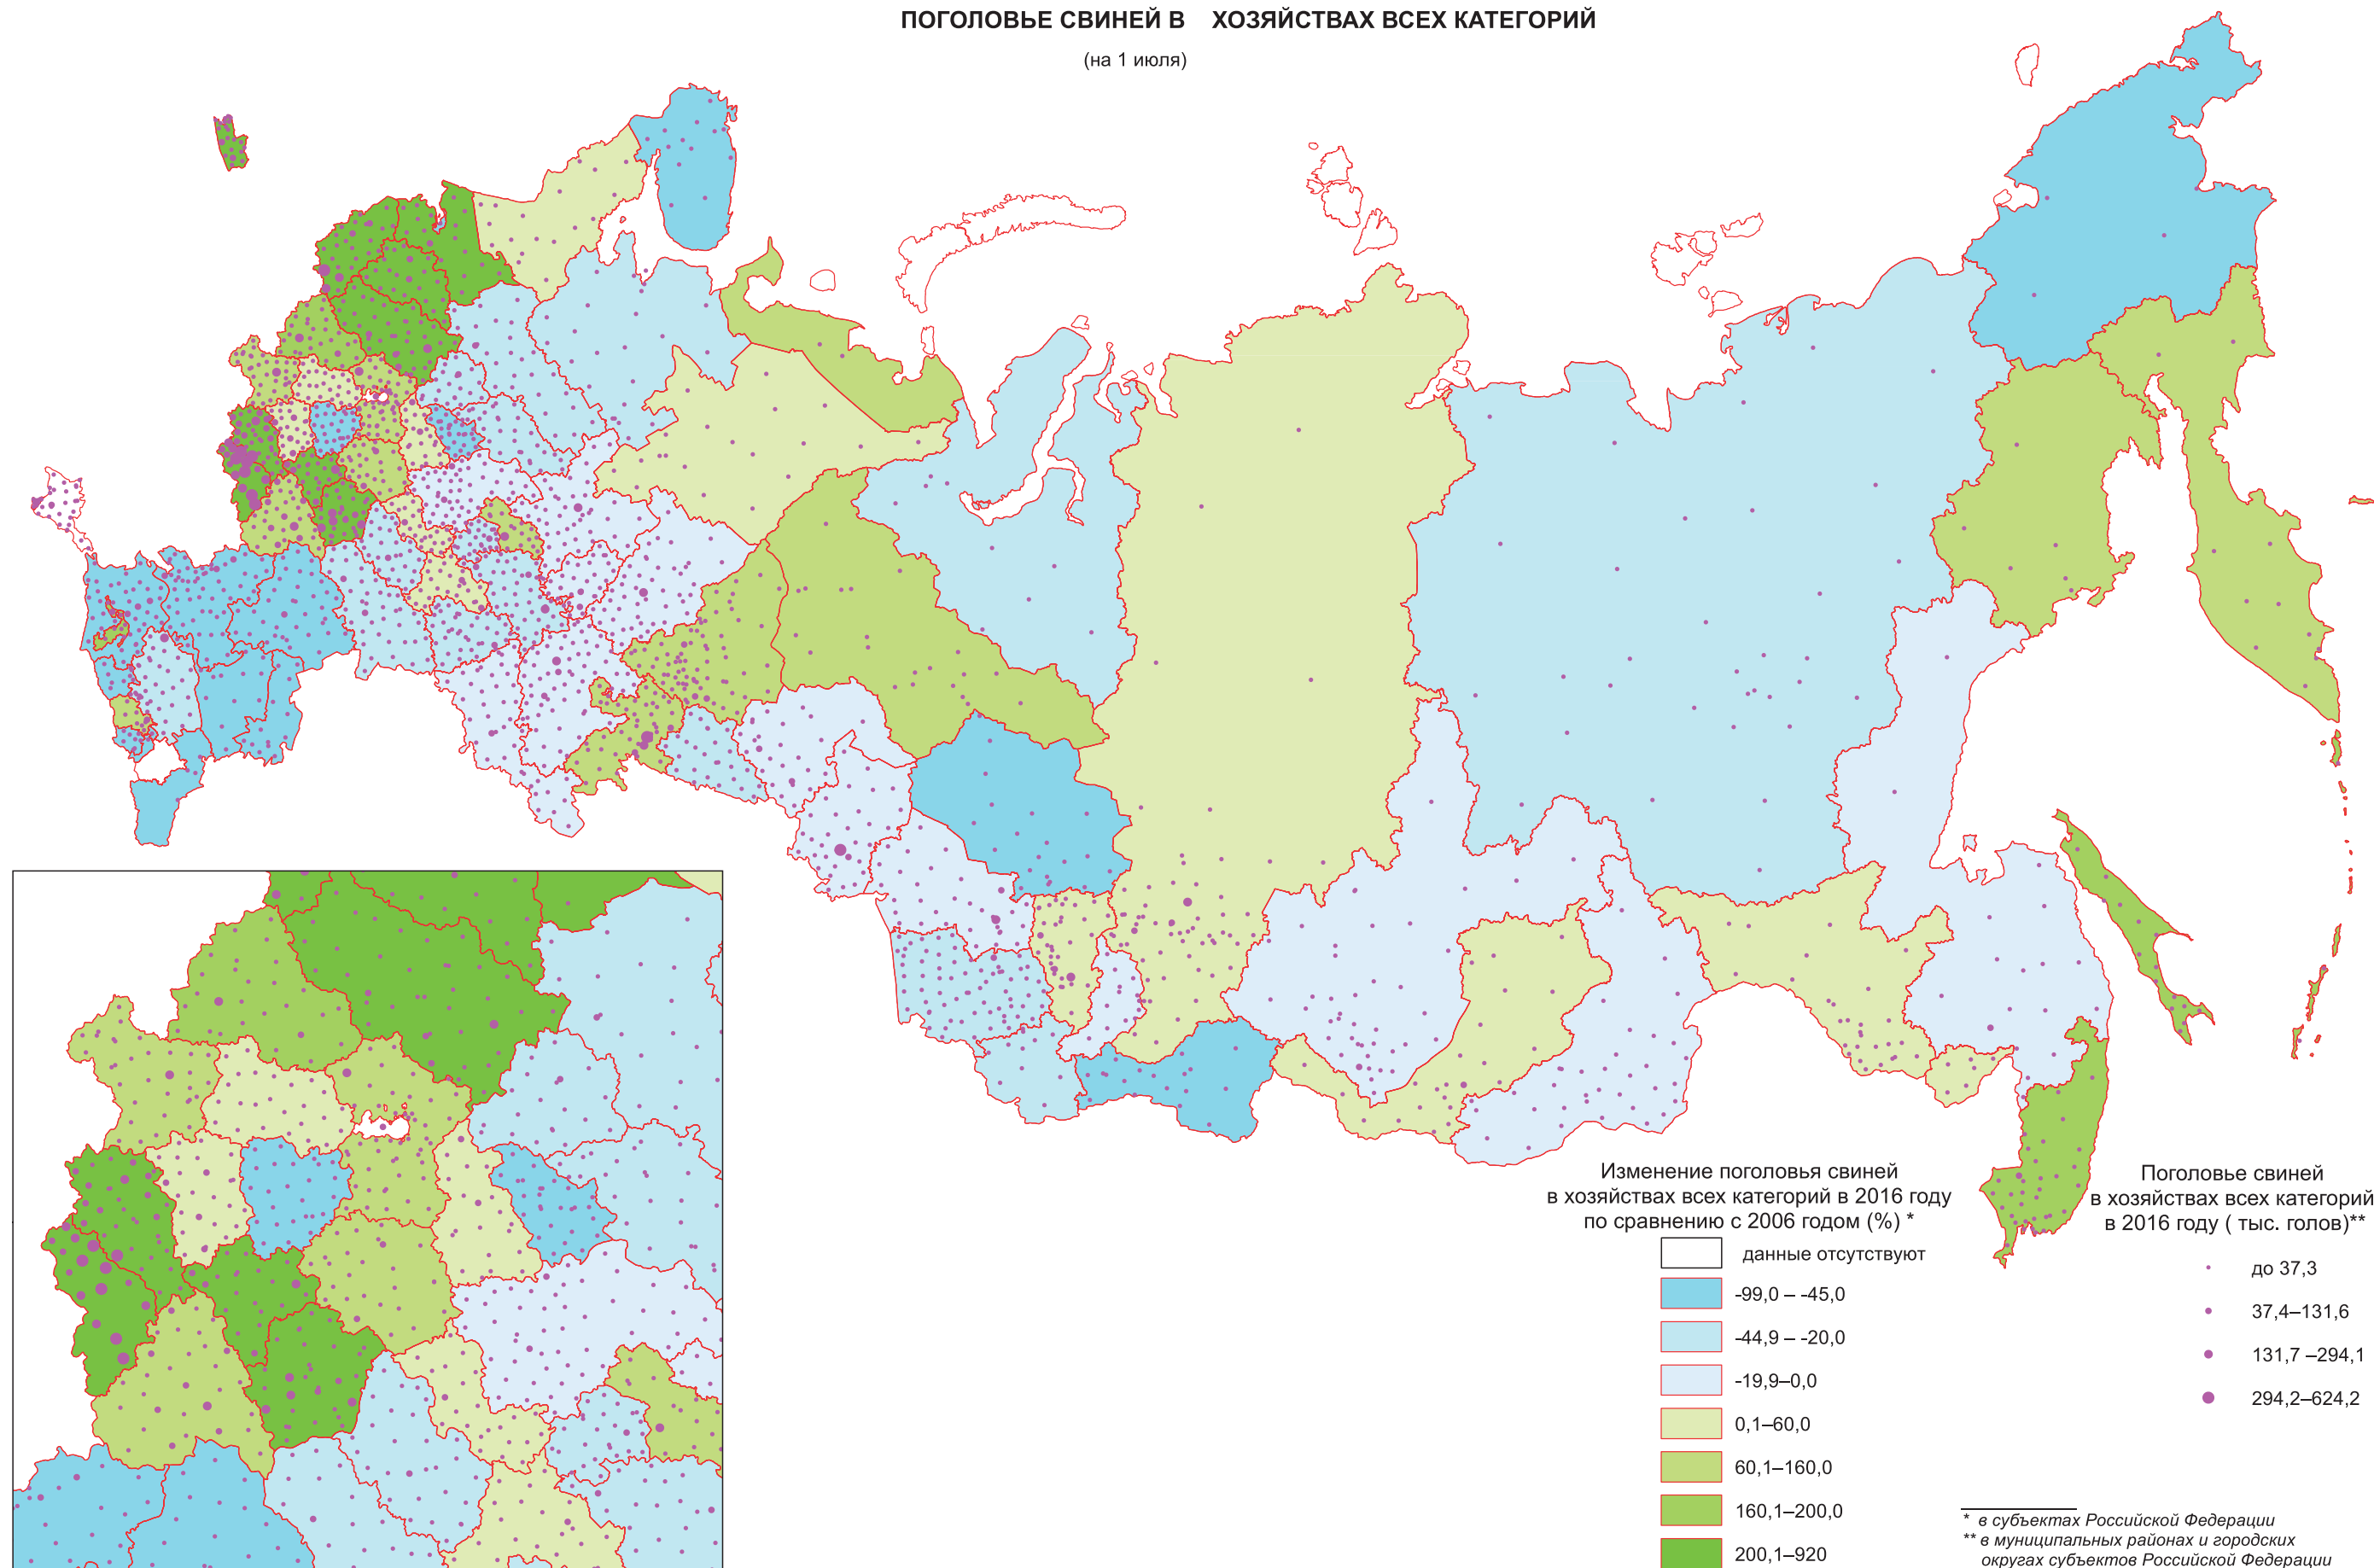 ПОГОЛОВЬЕ СВИНЕЙ В ХОЗЯЙСТВАХ ВСЕХ КАТЕГОРИЙ
(на 1 июля)
Изменение поголовья свиней
в хозяйствах всех категорий в 2016 году
по сравнению с 2006 годом (%) *
данные отсутствуют
-99,0 – -45,0
-44,9 – -20,0
-19,9–0,0
0,1–60,0
60,1–160,0
160,1–200,0
200,1–920
Поголовье свиней
в хозяйствах всех категорий
в 2016 году ( тыс. голов)**
до 37,3
37,4–131,6
131,7 –294,1
294,2–624,2
* в субъектах Российской Федерации
** в муниципальных районах и городских
округах субъектов Российской Федерации